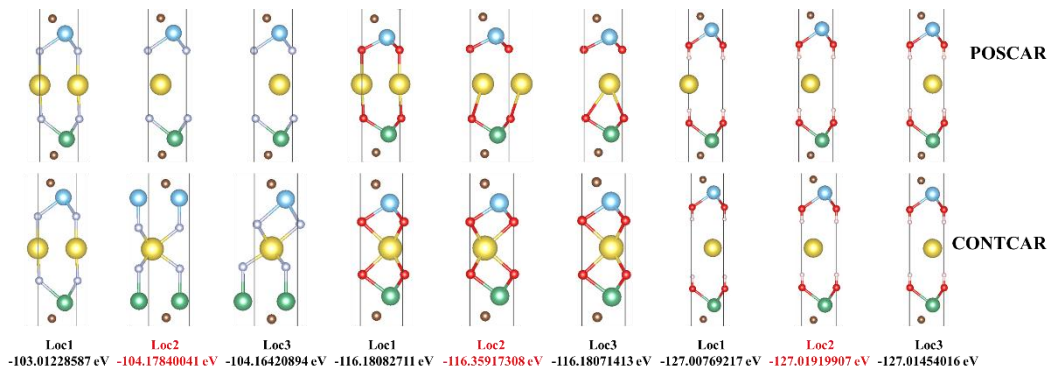 POSCAR
CONTCAR
Loc1 Loc2 Loc3 Loc1 Loc2 Loc3 Loc1 Loc2 Loc3
-103.01228587 eV -104.17840041 eV -104.16420894 eV -116.18082711 eV -116.35917308 eV -116.18071413 eV -127.00769217 eV -127.01919907 eV -127.01454016 eV